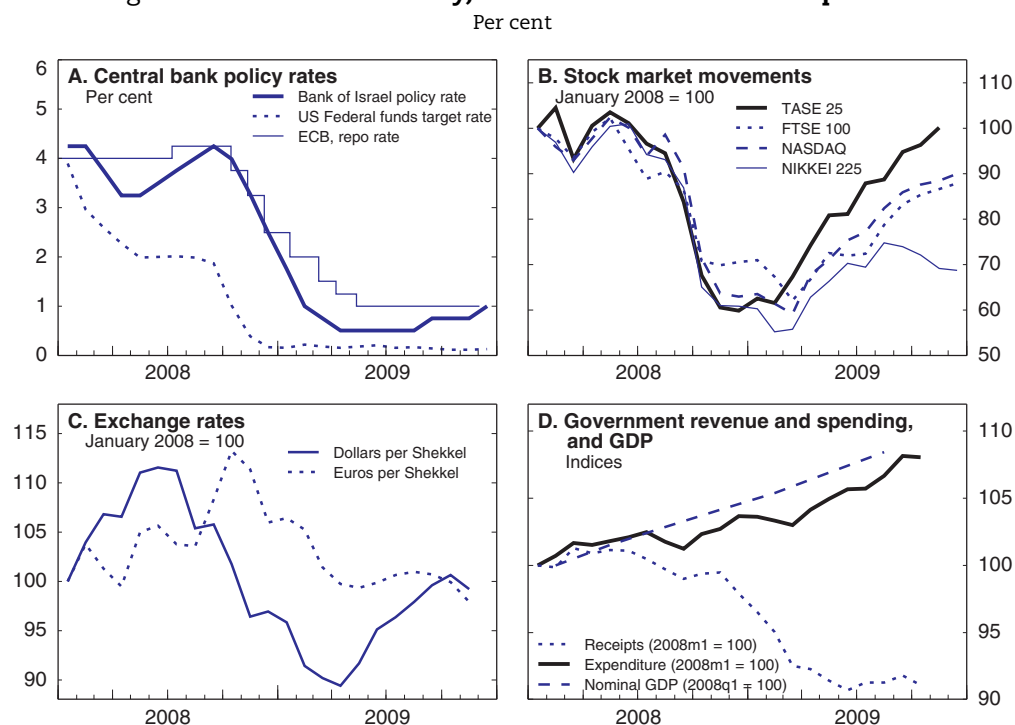 Per cent
A. Central bank policy rates
Per cent
Bank of Israel policy rate
US Federal funds target rate
ECB, repo rate
6
5
4
3
2
1
0
2008
2009
B. Stock market movements
January 2008 = 100
TASE 25
FTSE 100
NASDAQ
NIKKEI 225
110
100
90
80
70
60
50
2008
2009
C. Exchange rates
January 2008 = 100
Dollars per Shekkel
Euros per Shekkel
115
110
105
100
95
90
2008
2009
D. Government revenue and spending,
and GDP
Indices
110
105
100
95
90
Receipts (2008m1 = 100)
Expenditure (2008m1 = 100)
Nominal GDP (2008q1 = 100)
2008
2009